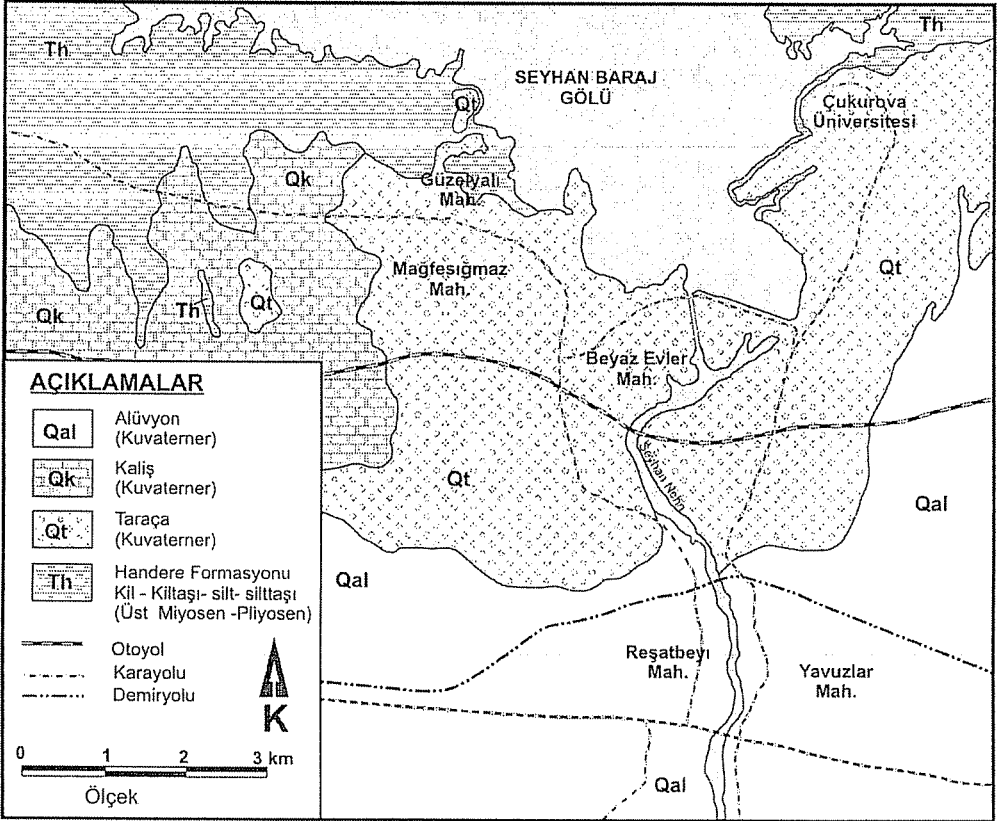 Th
Th
SEYHAN BARAJ
GÖLÜ
Qt
Çukurova
Üniversitesi
Qk
Güzelyalı
Mah.
Mağfesığmaz
Mah.
Qt
Qk
Th
Qt
Beyaz Evler
Mah.
Seyhan Nehri
Qt
Qal
Qal
Reşatbeyi
Mah.
Yavuzlar
Mah.
Qal
AÇIKLAMALAR
Qal
Alüvyon
(Kuvaterner)
Qk
Kaliş
(Kuvaterner)
Qt
Taraça
(Kuvaterner)
Th
Handere Formasyonu
Kil - Kiltaşı- silt- silttaşı
(Üst Miyosen -Pliyosen)
Otoyol
Karayolu
Demiryolu
K
0 1 2 3 km
Ölçek